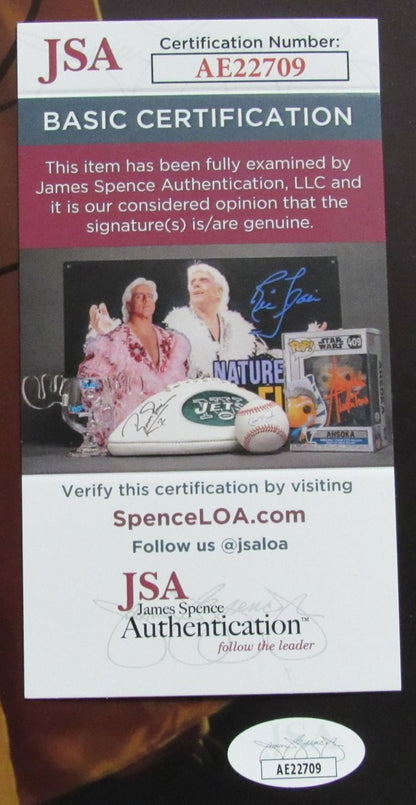 JSA
Certification Number:
AE22709
BASIC CERTIFICATION
This item has been fully examined by
James Spence Authentication, LLC and
it is our considered opinion that the
signature(s) is/are genuine.
NATURE
JETS
POP!
STAR WARS
409
AHSOKA
Verify this certification by visiting
SpenceLOA.com
Follow us @jsaloa
JSA
James Spence
Authentication™
follow the leader
JSA
AE22709